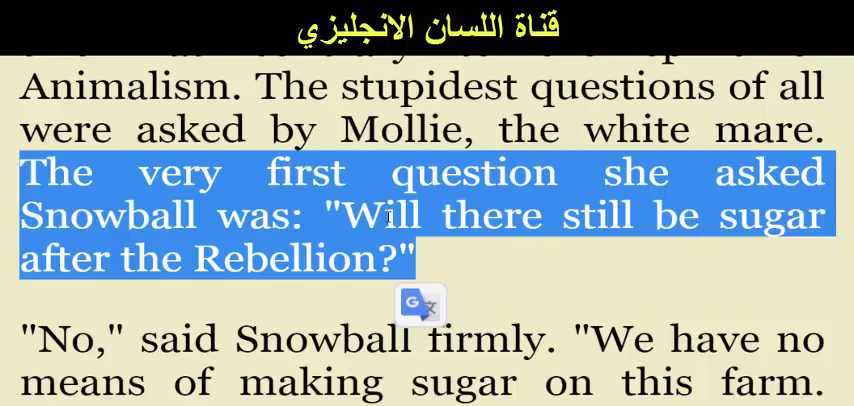 قناة اللسان الانجليزي
Animalism. The stupidest questions of all
were asked by Mollie, the white mare.
The very first question she asked
Snowball was: "Will there still be sugar
after the Rebellion?"
"No," said Snowball firmly. "We have no
means of making sugar on this farm.